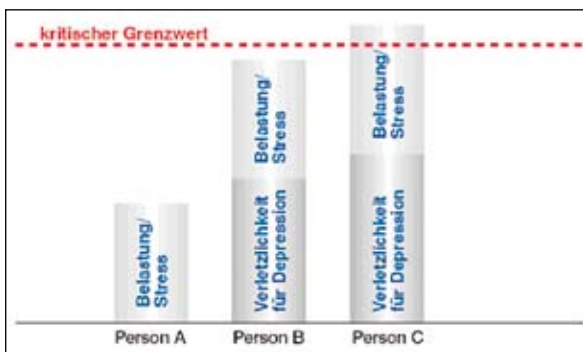 kritischer Grenzwert
Belastung/
Stress
Belastung/
Stress
Verletzlichkeit
für Depression
Belastung/
Stress
Verletzlichkeit
für Depression
Person A
Person B
Person C